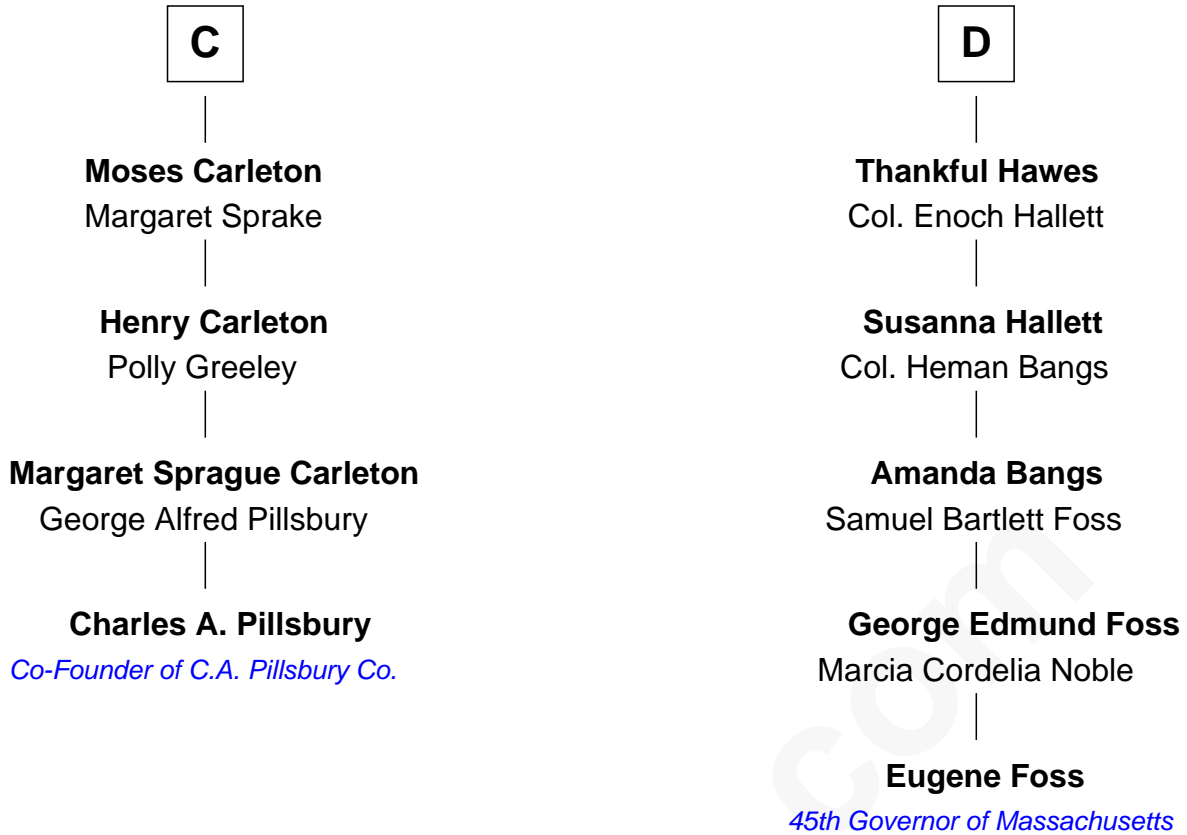 C
Moses Carleton
Margaret Sprake
Henry Carleton
Polly Greeley
Margaret Sprague Carleton
George Alfred Pillsbury
Charles A. Pillsbury
Co-Founder of C.A. Pillsbury Co.
D
Thankful Hawes
Col. Enoch Hallett
Susanna Hallett
Col. Heman Bangs
Amanda Bangs
Samuel Bartlett Foss
George Edmund Foss
Marcia Cordelia Noble
Eugene Foss
45th Governor of Massachusetts
com